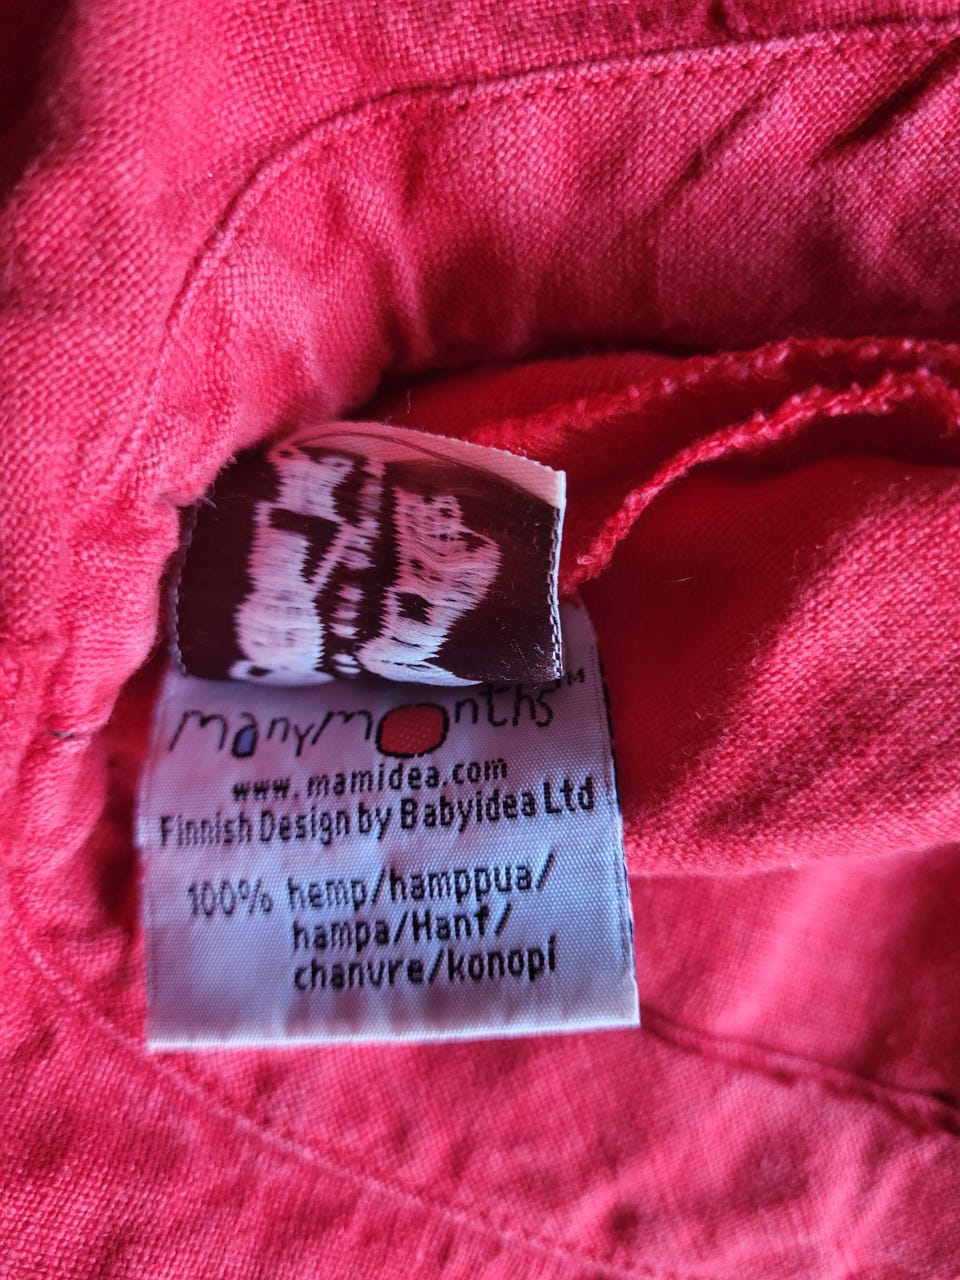 manymonths™
www.mamidea.com
Finnish Design by Babyidea Ltd
100% hemp/hamppua/
hampa/Hanf/
chanvre/konopí